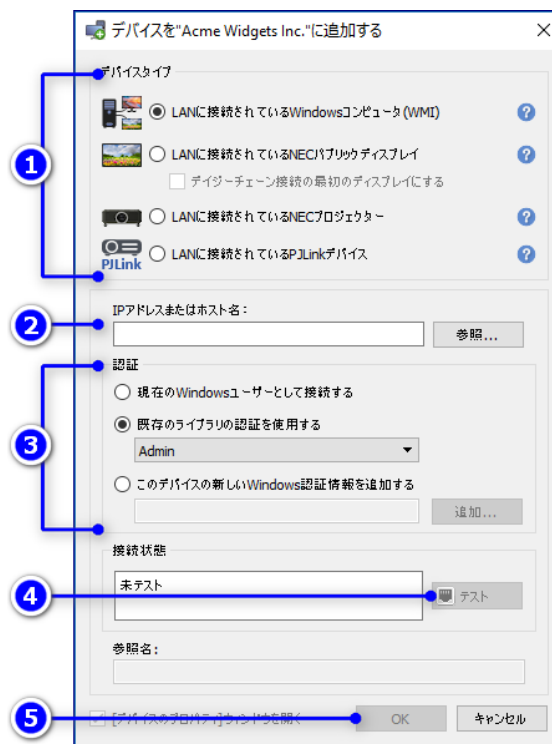 デバイスを"Acme Widgets Inc."に追加する
デバイスタイプ
1
LANに接続されているWindowsコンピュータ(WMI)
LANに接続されているNECパブリックディスプレイ
デイジーチェーン接続の最初のディスプレイにする
LANに接続されているNECプロジェクター
PJLink
LANに接続されているPJLinkデバイス
2
IPアドレスまたはホスト名:
参照...
3
認証
現在のWindowsユーザーとして接続する
既存のライブラリの認証を使用する
Admin
このデバイスの新しいWindows認証情報を追加する
追加...
接続状態
4
未テスト
テスト
参照名:
5
[デバイスのプロパティ]ウィンドウを開く
OK
キャンセル